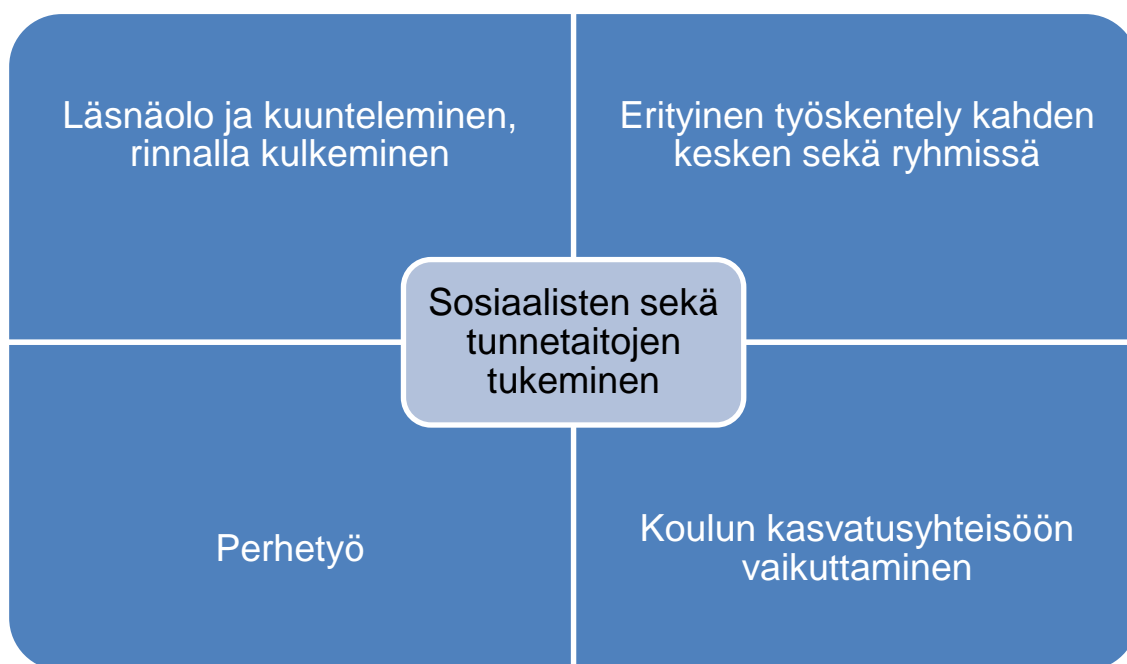 Läsnäolo ja kuunteleminen,
rinnalla kulkeminen
Erityinen työskentely kahden
kesken sekä ryhmissä
Sosiaalisten sekä
tunnetaitojen
tukeminen
Perhetyö
Koulun kasvatusyhteisöön
vaikuttaminen